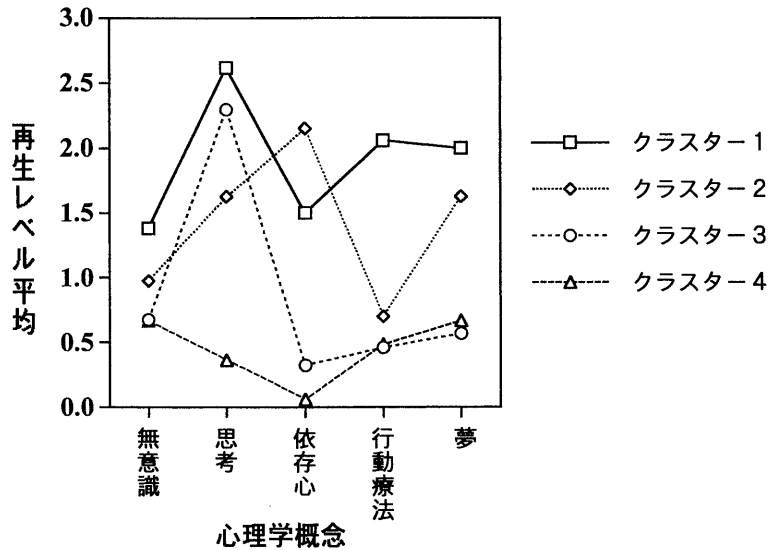 再生レベル平均
3.0
2.5
2.0
1.5
1.0
0.5
0.0
無意識
思考
依存心
行動療法
夢
心理学概念
クラスター1
クラスター2
クラスター3
クラスター4